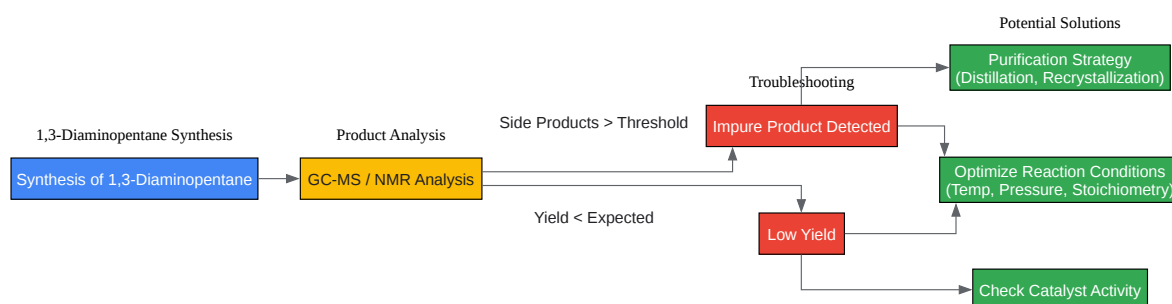 Potential Solutions
Purification Strategy
(Distillation, Recrystallization)
Troubleshooting
Side Products > Threshold
Impure Product Detected
1,3-Diaminopentane Synthesis
Product Analysis
Synthesis of 1,3-Diaminopentane
GC-MS / NMR Analysis
Optimize Reaction Conditions
(Temp, Pressure, Stoichiometry)
Yield < Expected
Low Yield
Check Catalyst Activity